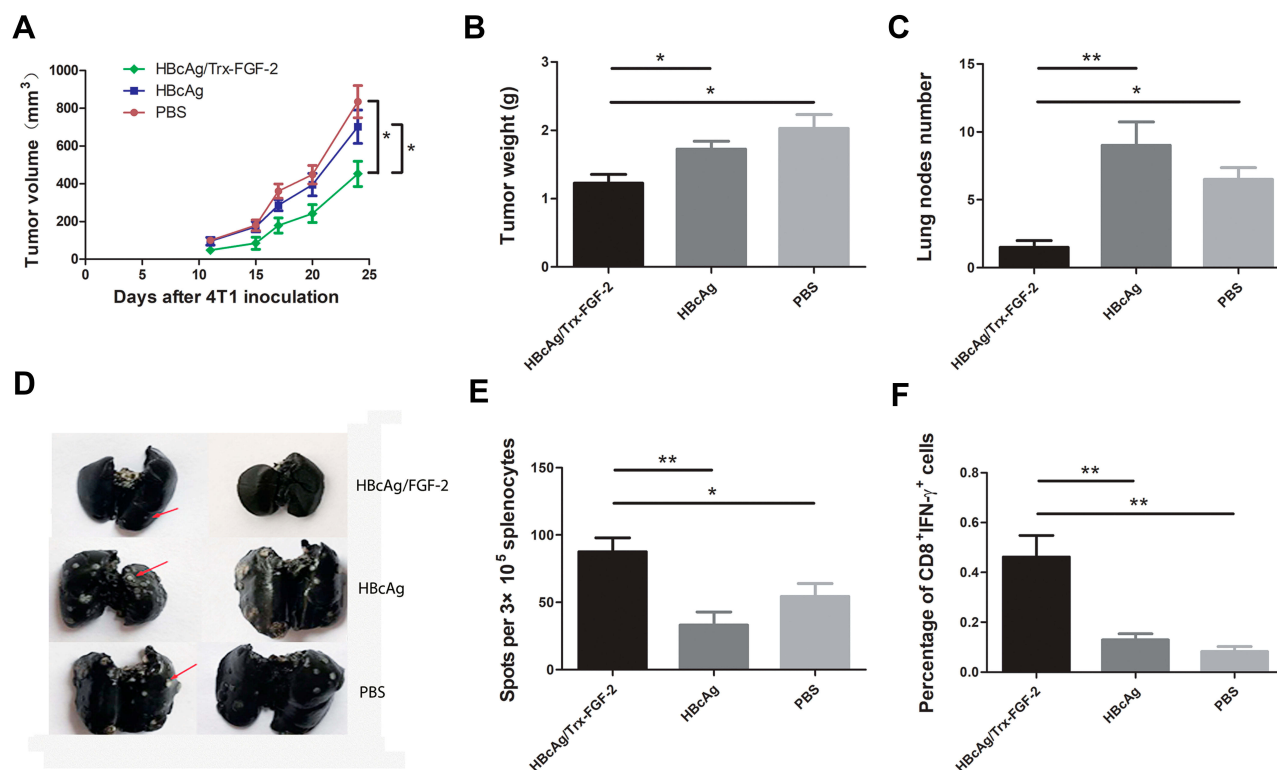 A
HBcAg/Trx-FGF-2
HBcAg
PBS
Tumor volume (mm³)
1000
800
600
400
200
0
0 5 10 15 20 25
Days after 4T1 inoculation
*
*
B
Tumor weight (g)
3
2
1
0
*
*
HBcAg/Trx-FGF-2
HBcAg
PBS
C
Lung nodes number
15
10
5
0
**
*
HBcAg/Trx-FGF-2
HBcAg
PBS
D
HBcAg/FGF-2
HBcAg
PBS
E
Spots per 3× 10⁵ splenocytes
150
100
50
0
**
*
HBcAg/Trx-FGF-2
HBcAg
PBS
F
Percentage of CD8⁺IFN-γ⁺ cells
0.8
0.6
0.4
0.2
0.0
**
**
HBcAg/Trx-FGF-2
HBcAg
PBS